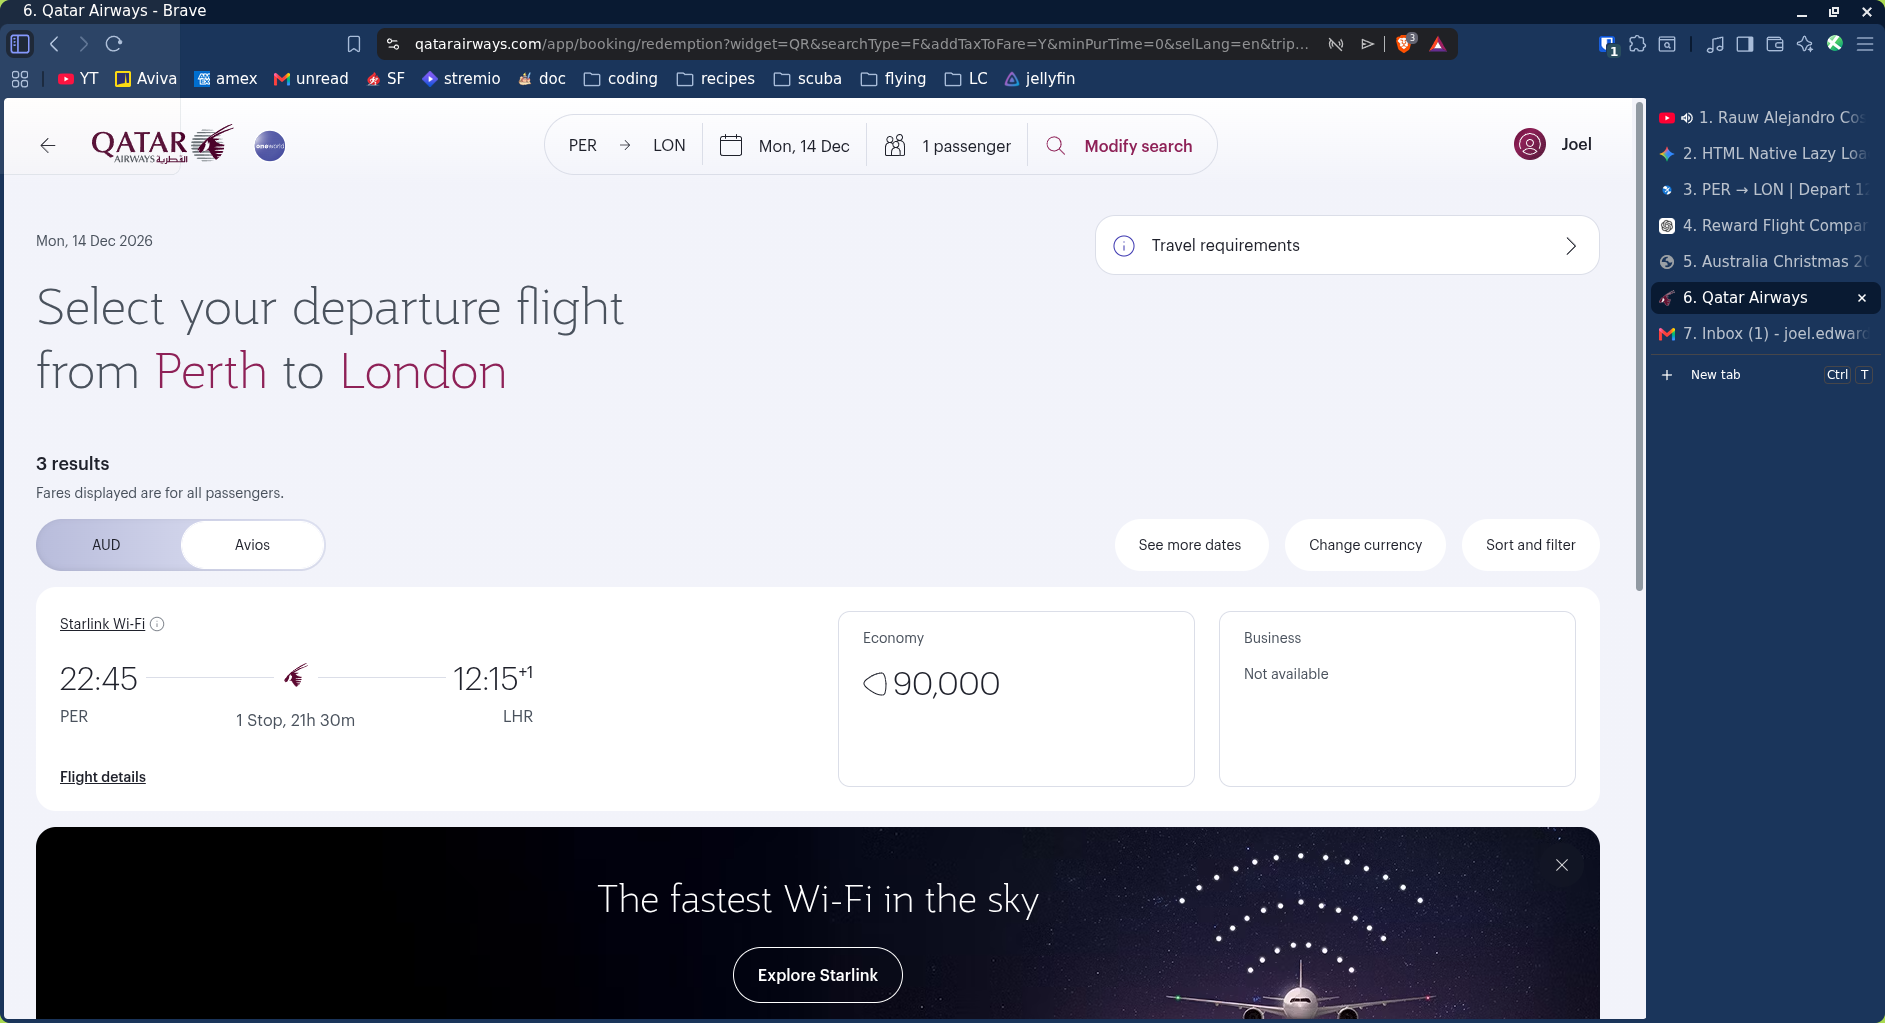 6. Qatar Airways - Brave
qatarairways.com/app/booking/redemption?widget=QR&searchType=F&addTaxToFare=Y&minPurTime=0&selLang=en&trip...
3
1
YT
Aviva
amex
unread
SF
stremio
doc
coding
recipes
scuba
flying
LC
jellyfin
QATAR
AIRWAYS القطرية
oneworld
PER → LON
Mon, 14 Dec
1 passenger
Modify search
Joel
1. Rauw Alejandro Cos
2. HTML Native Lazy Loa
3. PER → LON | Depart 12
4. Reward Flight Compar
5. Australia Christmas 20
6. Qatar Airways
7. Inbox (1) - joel.edward
New tab
Ctrl T
Mon, 14 Dec 2026
Travel requirements
Select your departure flight
from Perth to London
3 results
Fares displayed are for all passengers.
AUD
Avios
See more dates
Change currency
Sort and filter
Starlink Wi-Fi
22:45
12:15+1
PER
1 Stop, 21h 30m
LHR
Flight details
Economy
90,000
Business
Not available
The fastest Wi-Fi in the sky
Explore Starlink